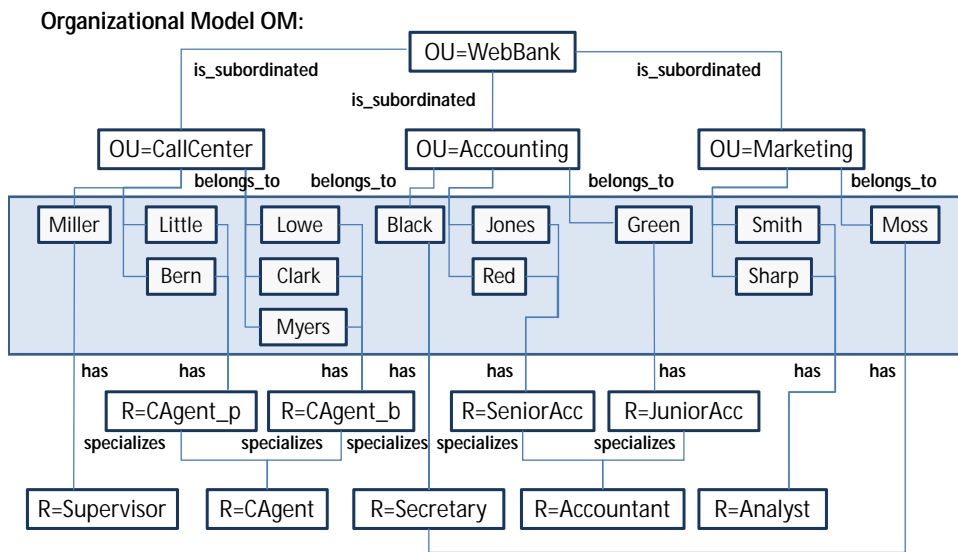 Organizational Model OM:
OU=WebBank
is_subordinated
is_subordinated
is_subordinated
OU=CallCenter
OU=Accounting
OU=Marketing
belongs_to
belongs_to
belongs_to
belongs_to
Miller
Little
Lowe
Black
Jones
Green
Smith
Moss
Bern
Clark
Red
Sharp
Myers
has
has
has
has
has
has
has
has
R=CAgent_p
R=CAgent_b
R=SeniorAcc
R=JuniorAcc
specializes
specializes
specializes
specializes
specializes
R=Supervisor
R=CAgent
R=Secretary
R=Accountant
R=Analyst